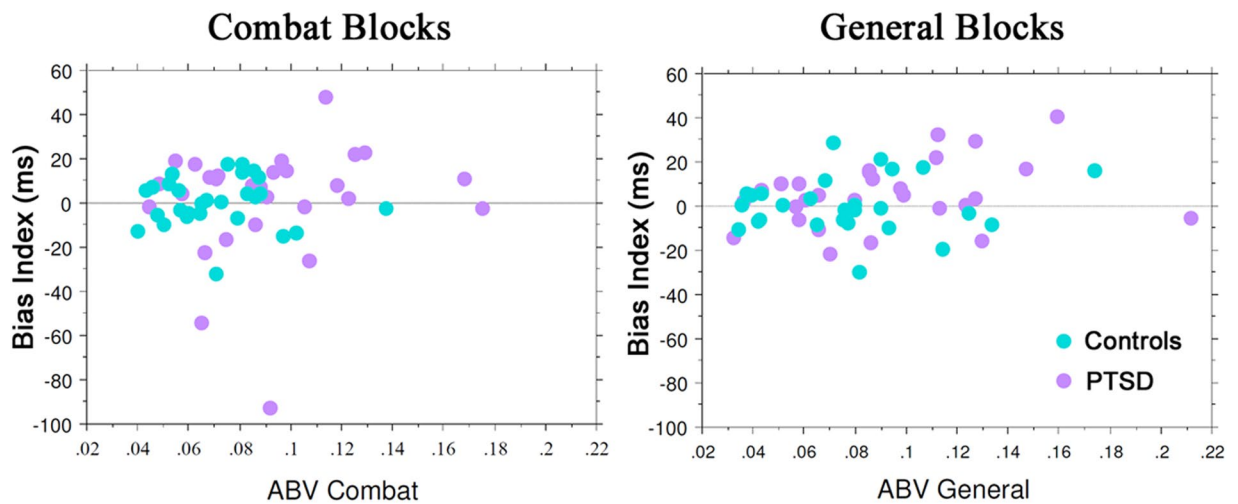 Combat Blocks
Bias Index (ms)
60
40
20
0
-20
-40
-60
-80
-100
.02 .04 .06 .08 .1 .12 .14 .16 .18 .2 .22
ABV Combat
General Blocks
Bias Index (ms)
60
40
20
0
-20
-40
-60
-80
-100
Controls
PTSD
.02 .04 .06 .08 .1 .12 .14 .16 .18 .2 .22
ABV General